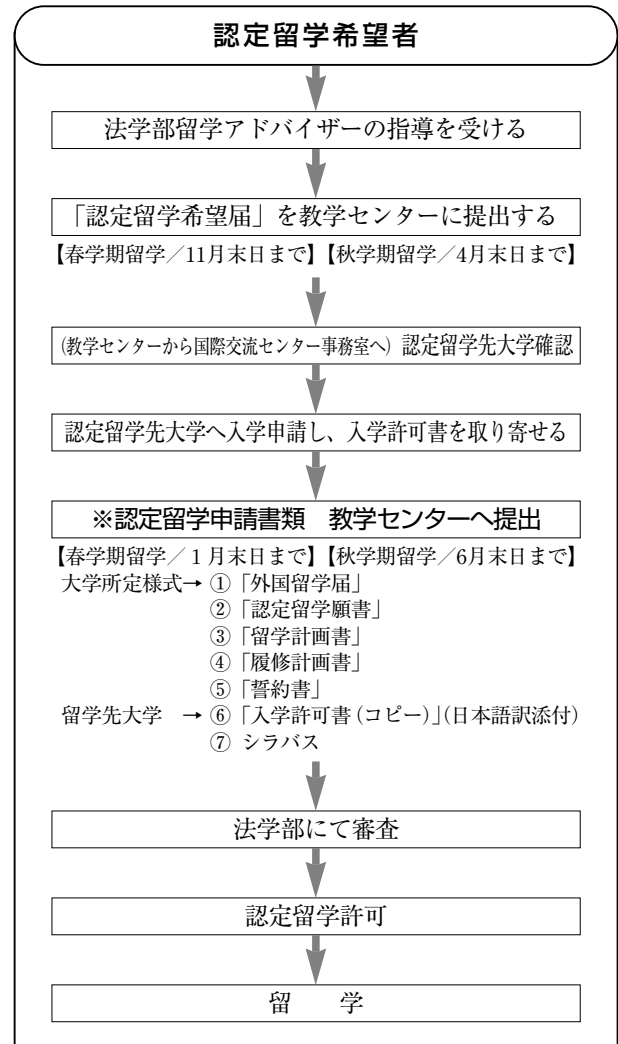 認定留学希望者
法学部留学アドバイザーの指導を受ける
「認定留学希望届」を教学センターに提出する
【春学期留学／11月末日まで】【秋学期留学／4月末日まで】
(教学センターから国際交流センター事務室へ) 認定留学先大学確認
認定留学先大学へ入学申請し、入学許可書を取り寄せる
※認定留学申請書類　教学センターへ提出
【春学期留学／１月末日まで】【秋学期留学／6月末日まで】
大学所定様式→ ①「外国留学届」
②「認定留学願書」
③「留学計画書」
④「履修計画書」
⑤「誓約書」
留学先大学　→ ⑥「入学許可書 (コピー)」(日本語訳添付)
⑦ シラバス
法学部にて審査
認定留学許可
留　学